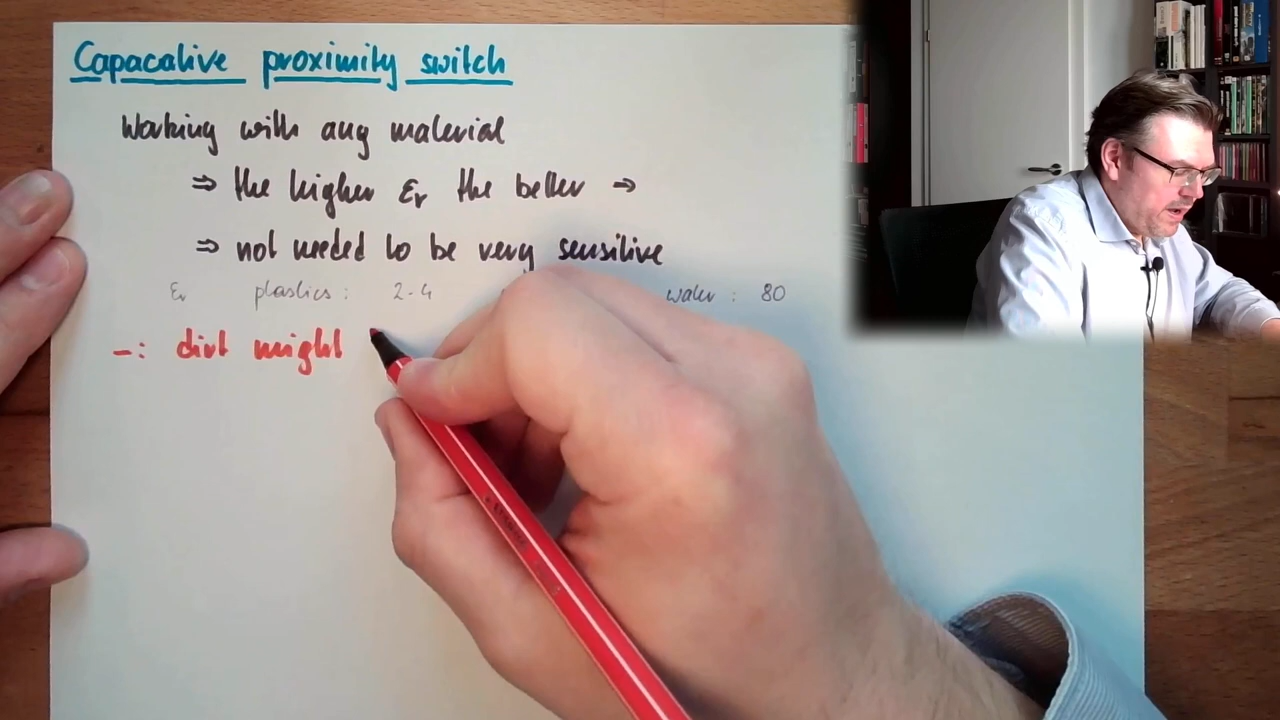 Capacative proximity switch
Working with any material
⇒ the higher εr the better ⇒
⇒ not needed to be very sensitive
εr plastics : 2-4 water : 80
-: dirt might